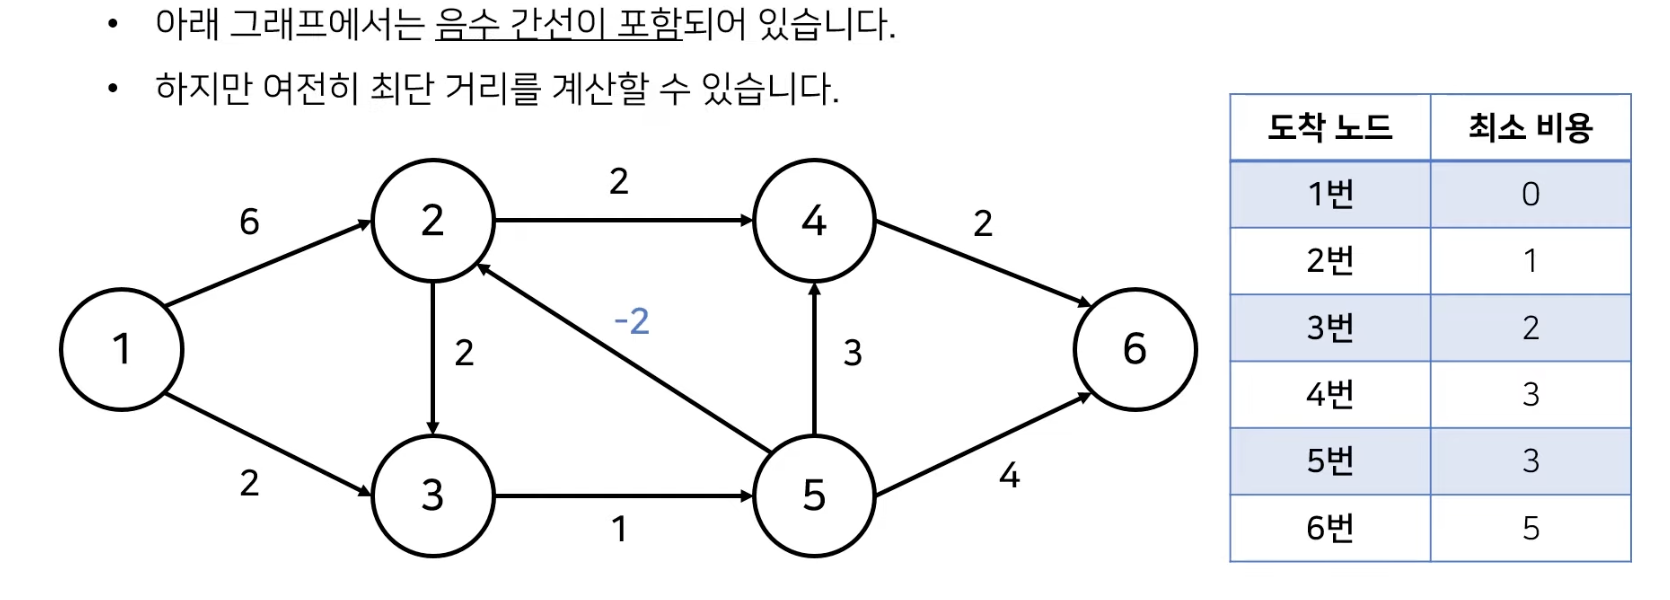 • 아래 그래프에서는 음수 간선이 포함되어 있습니다.
• 하지만 여전히 최단 거리를 계산할 수 있습니다.
도착 노드 최소 비용
1번 0
2번 1
3번 2
4번 3
5번 3
6번 5
2
6
2
4
2
-2
1
2
3
6
2
3
5
4
1